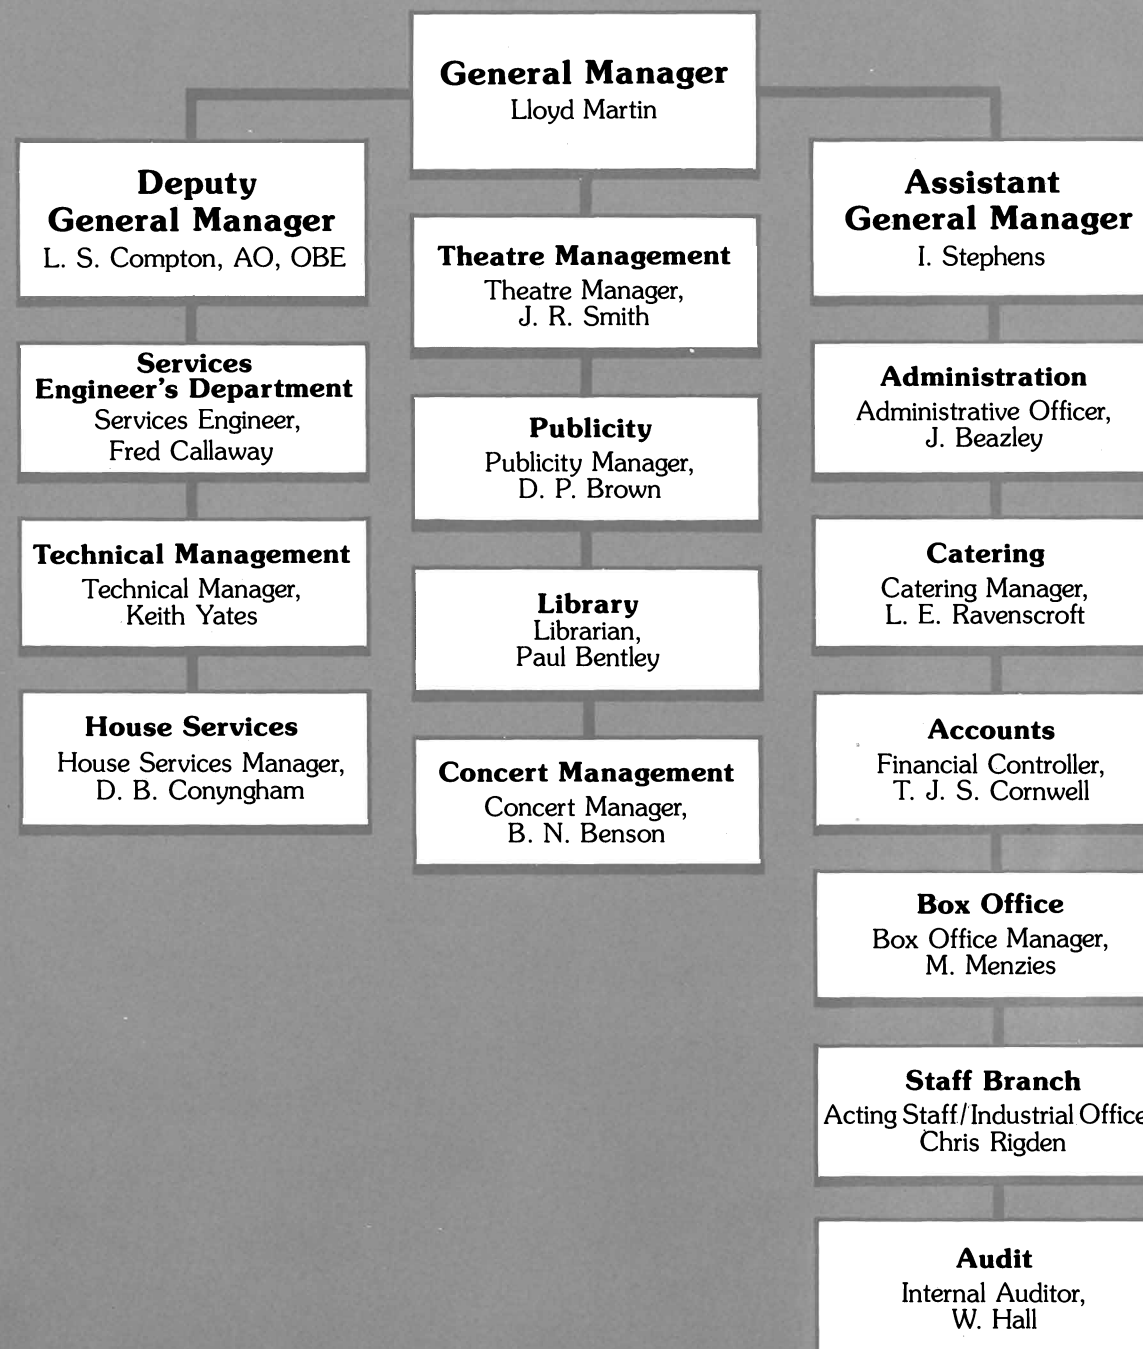 General Manager
Lloyd Martin
Deputy
General Manager
L. S. Compton, AO, OBE
Services
Engineer's Department
Services Engineer,
Fred Callaway
Technical Management
Technical Manager,
Keith Yates
House Services
House Services Manager,
D. B. Conyngham
Theatre Management
Theatre Manager,
J. R. Smith
Publicity
Publicity Manager,
D. P. Brown
Library
Librarian,
Paul Bentley
Concert Management
Concert Manager,
B. N. Benson
Assistant
General Manager
I. Stephens
Administration
Administrative Officer,
J. Beazley
Catering
Catering Manager,
L. E. Ravenscroft
Accounts
Financial Controller,
T. J. S. Cornwell
Box Office
Box Office Manager,
M. Menzies
Staff Branch
Acting Staff/Industrial Office
Chris Rigden
Audit
Internal Auditor,
W. Hall